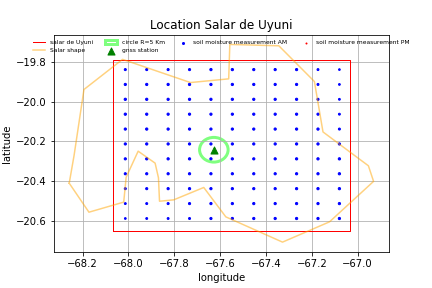 Location Salar de Uyuni
salar de Uyuni circle R=5 Km soil moisture measurement AM soil moisture measurement PM
Salar shape gnss station
−19.8
−20.0
−20.2
−20.4
−20.6
latitude
−68.2 −68.0 −67.8 −67.6 −67.4 −67.2 −67.0
longitude